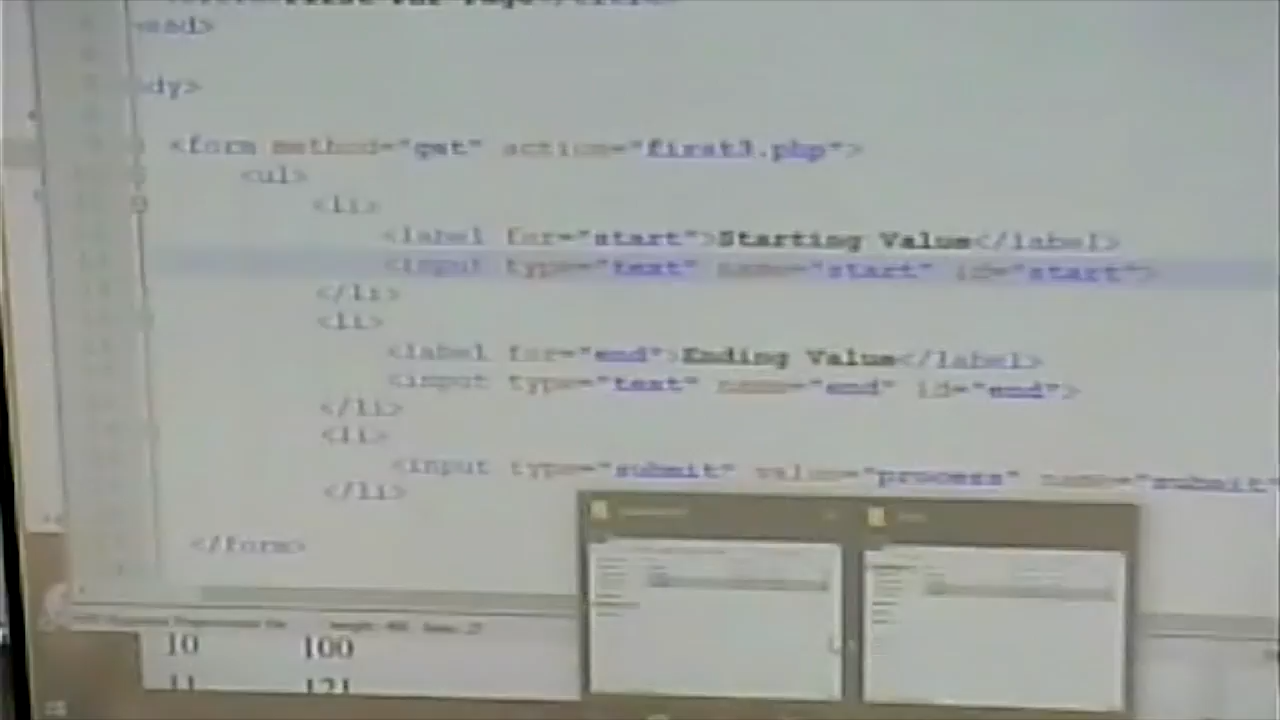 <form method="get" action="first3.php">
<ul>
<li>
<label for="start">Starting Value</label>
<input type="text" name="start" id="start">
</li>
<li>
<label for="end">Ending Value</label>
<input type="text" name="end" id="end">
</li>
<li>
<input type="submit" value="process" name="submit"
</li>
</form>
10 100
11 121